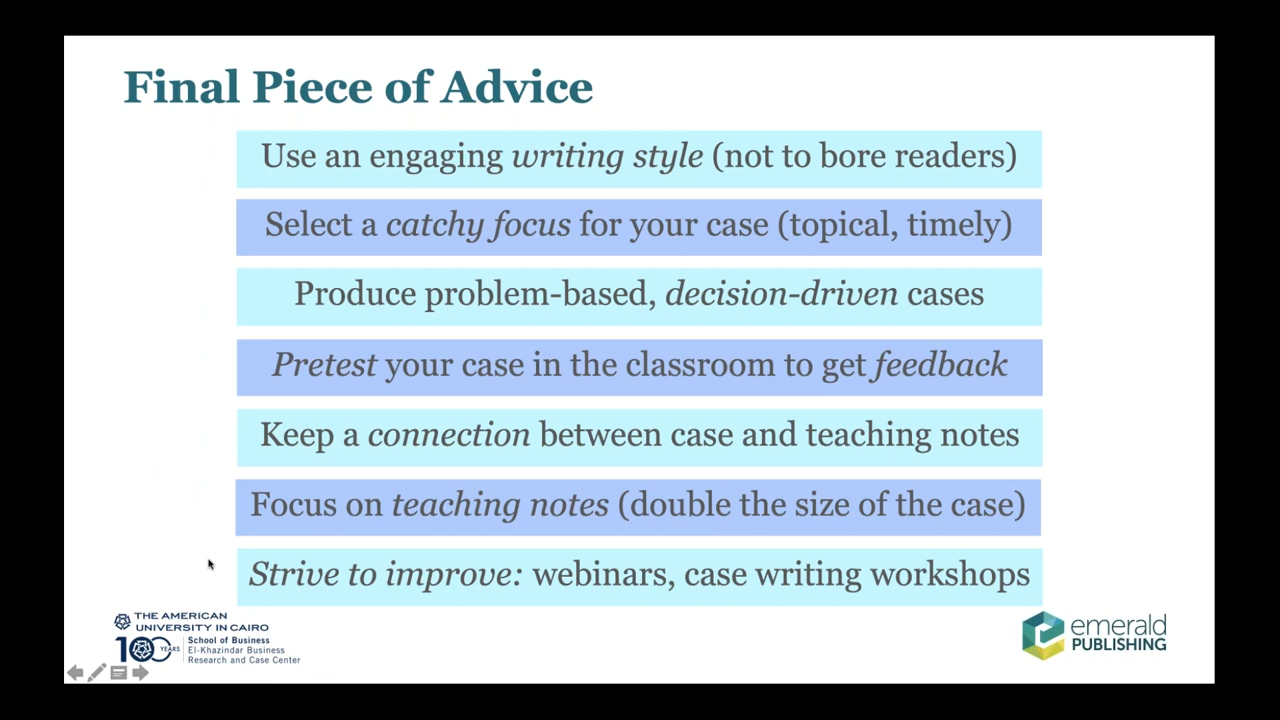 Final Piece of Advice
Use an engaging writing style (not to bore readers)
Select a catchy focus for your case (topical, timely)
Produce problem-based, decision-driven cases
Pretest your case in the classroom to get feedback
Keep a connection between case and teaching notes
Focus on teaching notes (double the size of the case)
Strive to improve: webinars, case writing workshops
THE AMERICAN
UNIVERSITY IN CAIRO
100 YEARS
School of Business
El-Khazindar Business
Research and Case Center
emerald
PUBLISHING